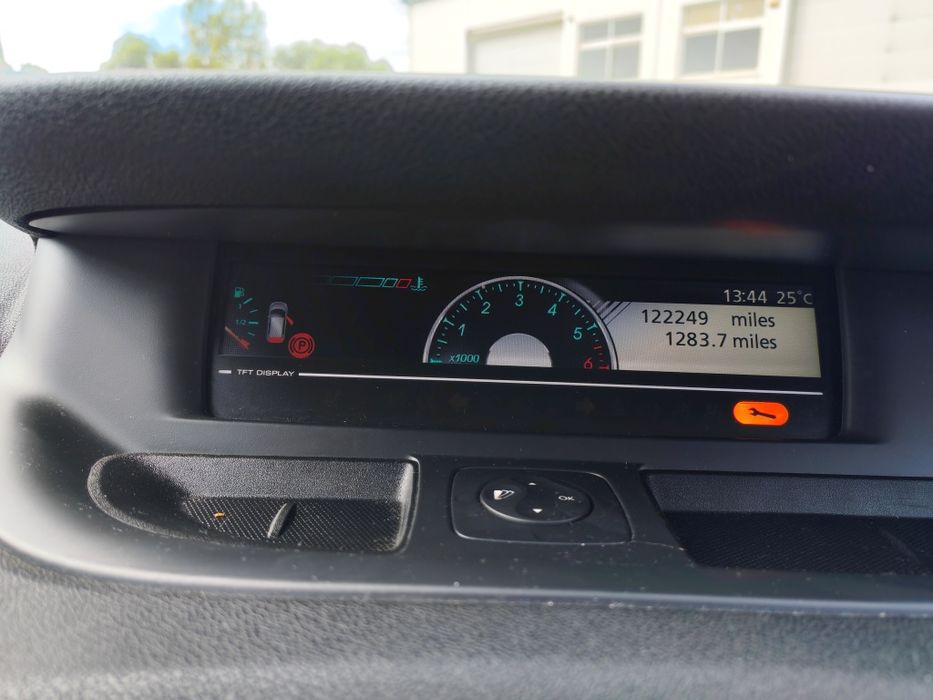 13:44 25°C
122249 miles
1283.7 miles
1
1/2
P
1 2 3 4 5 6
x1000
TFT DISPLAY
OK